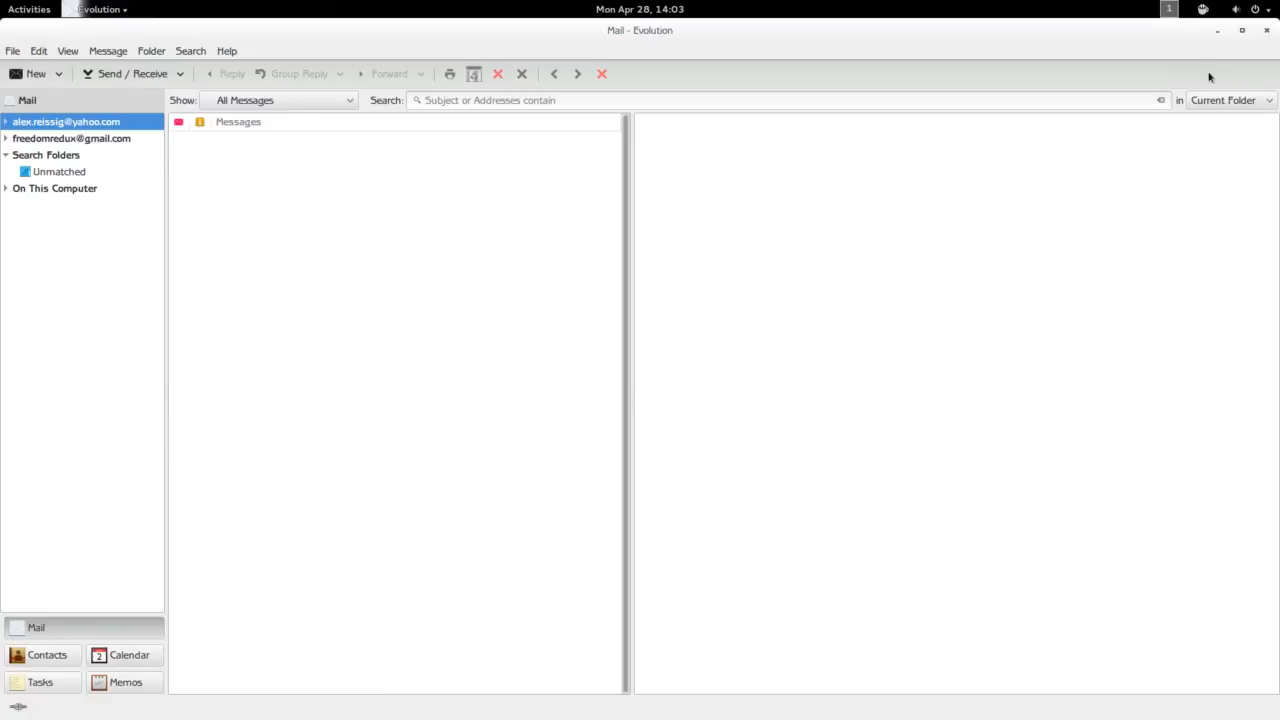 Activities Evolution Mon Apr 28, 14:03 1
Mail - Evolution
File Edit View Message Folder Search Help
New Send / Receive Reply Group Reply Forward
Mail Show: All Messages Search: Subject or Addresses contain in Current Folder
alex.reissig@yahoo.com Messages
freedomredux@gmail.com
Search Folders
Unmatched
On This Computer
Mail
Contacts 2 Calendar
Tasks Memos